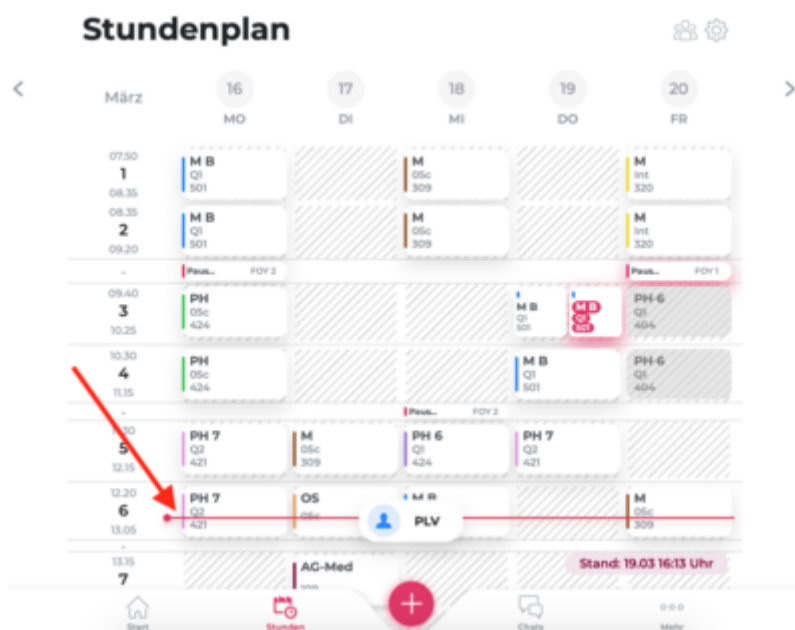 Stundenplan
März
16
MO
17
DI
18
MI
19
DO
20
FR
07.50
1
08.35
M B
Q1
501
M
05c
309
M
Int
320
08.35
2
09.20
M B
Q1
501
M
05c
309
M
Int
320
-
Paus... FOY 2
Paus... FOY 1
09.40
3
10.25
PH
05c
424
M B
Q1
501
M B
Q1
501
PH 6
Q1
404
10.30
4
11.15
PH
05c
424
M B
Q1
501
PH 6
Q1
404
-
Paus... FOY 2
5
12.15
PH 7
Q2
421
M
05c
309
PH 6
Q1
424
PH 7
Q2
421
12.20
6
13.05
PH 7
Q2
421
OS
05c
M B
M
05c
309
PLV
-
13.15
7
AG-Med
Stand: 19.03 16:13 Uhr
Start
Stunden
+
Chats
Mehr